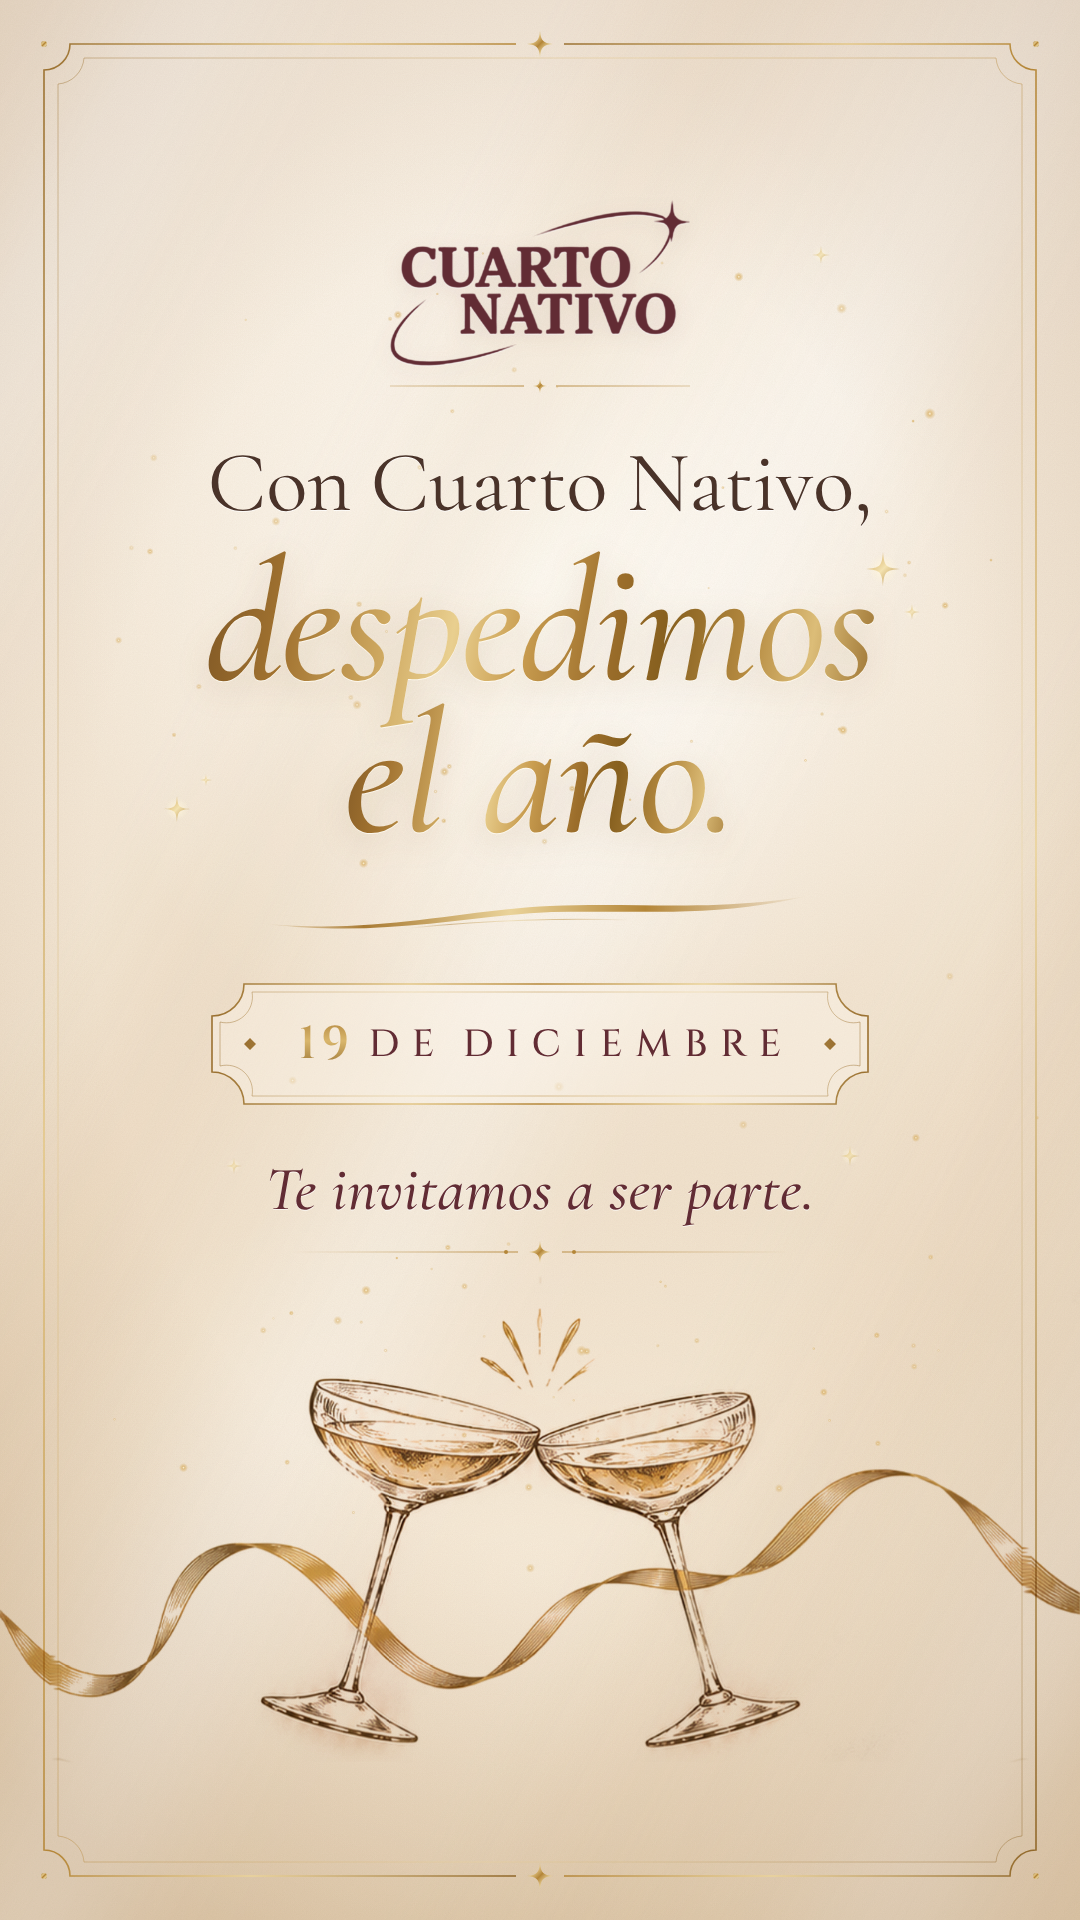 CUARTO
NATIVO
Con Cuarto Nativo,
despedimos
el año.
19 DE DICIEMBRE
Te invitamos a ser parte.